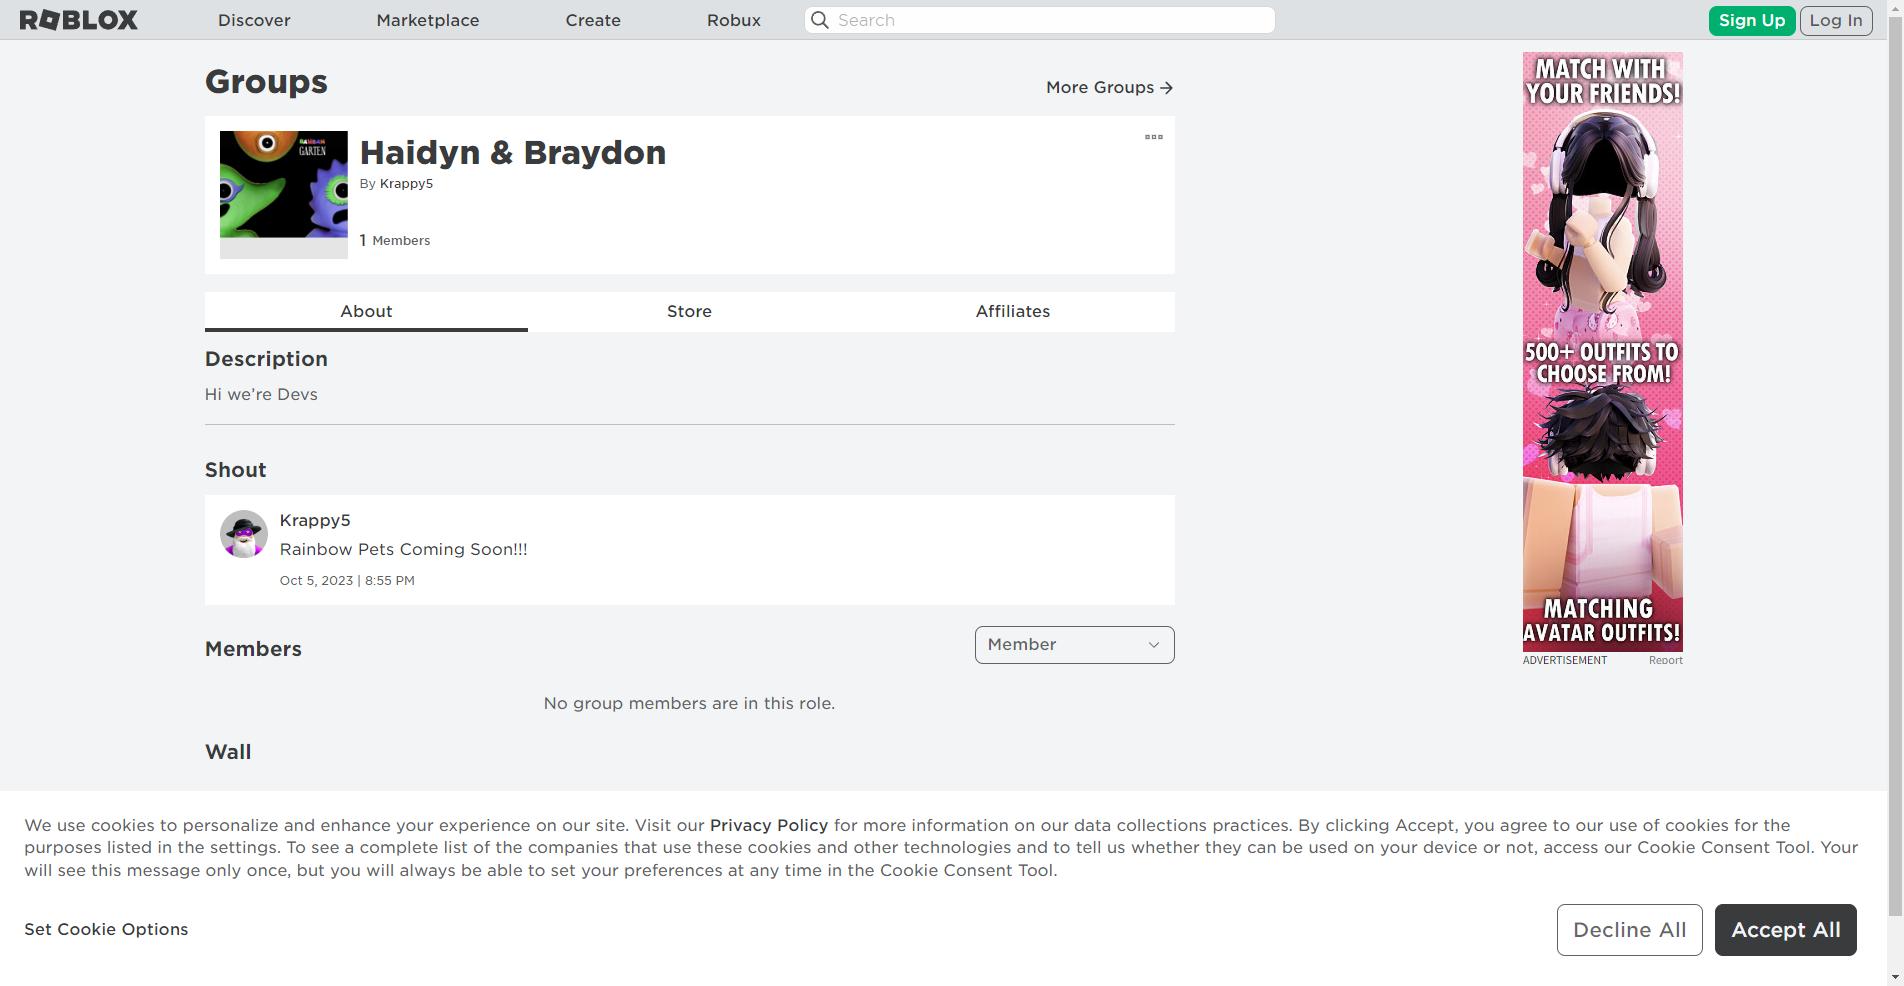 ROBLOX
Discover
Marketplace
Create
Robux
Search
Sign Up
Log In
Groups
More Groups
BANBAN
GARTEN
Haidyn & Braydon
By Krappy5
1 Members
About
Store
Affiliates
Description
Hi we're Devs
Shout
Krappy5
Rainbow Pets Coming Soon!!!
Oct 5, 2023 | 8:55 PM
Members
Member
No group members are in this role.
Wall
MATCH WITH
YOUR FRIENDS!
500+ OUTFITS TO
CHOOSE FROM!
MATCHING
AVATAR OUTFITS!
ADVERTISEMENT
Report
We use cookies to personalize and enhance your experience on our site. Visit our Privacy Policy for more information on our data collections practices. By clicking Accept, you agree to our use of cookies for the
purposes listed in the settings. To see a complete list of the companies that use these cookies and other technologies and to tell us whether they can be used on your device or not, access our Cookie Consent Tool. Your
will see this message only once, but you will always be able to set your preferences at any time in the Cookie Consent Tool.
Set Cookie Options
Decline All
Accept All